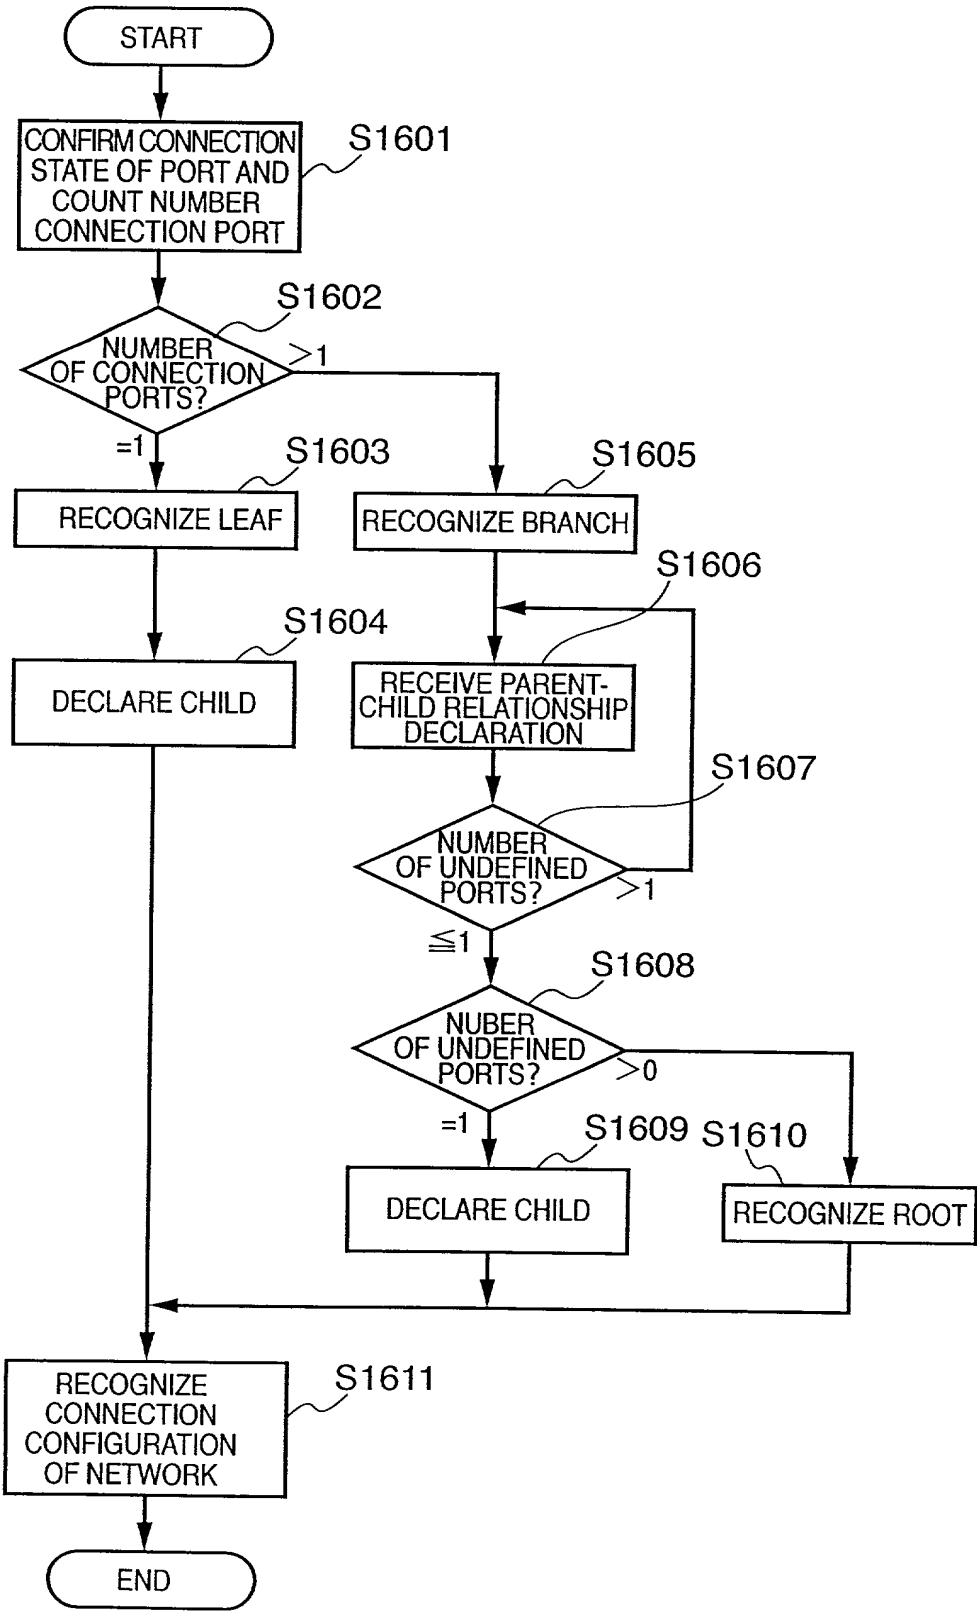 START
CONFIRM CONNECTION
STATE OF PORT AND
COUNT NUMBER
CONNECTION PORT
S1601
S1602
NUMBER
OF CONNECTION
PORTS?
>1
=1
S1603
RECOGNIZE LEAF
S1605
RECOGNIZE BRANCH
S1604
DECLARE CHILD
S1606
RECEIVE PARENT-
CHILD RELATIONSHIP
DECLARATION
S1607
NUMBER
OF UNDEFINED
PORTS?
>1
≦1
S1608
NUBER
OF UNDEFINED
PORTS?
>0
=1
S1609
DECLARE CHILD
S1610
RECOGNIZE ROOT
S1611
RECOGNIZE
CONNECTION
CONFIGURATION
OF NETWORK
END